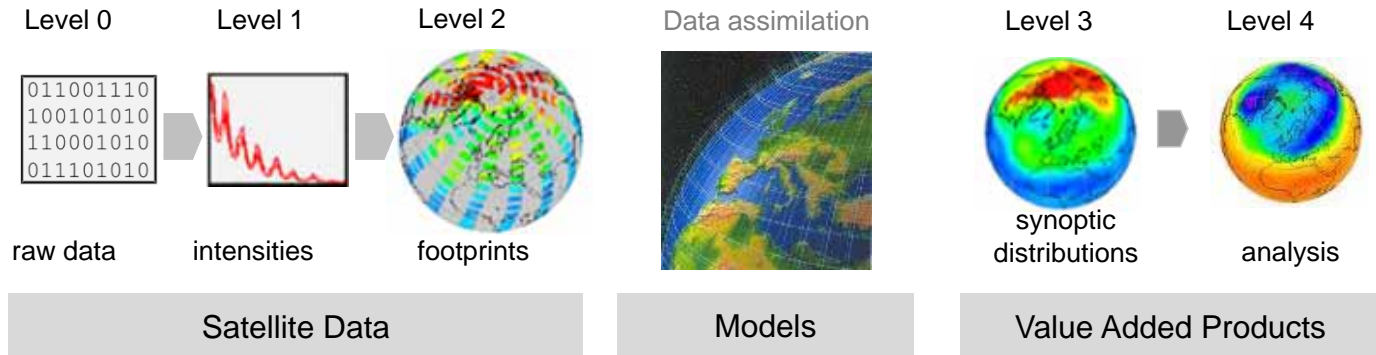 Level 0
Level 1
Level 2
Data assimilation
Level 3
Level 4
011001110
100101010
110001010
011101010
raw data
intensities
footprints
synoptic
distributions
analysis
Satellite Data
Models
Value Added Products